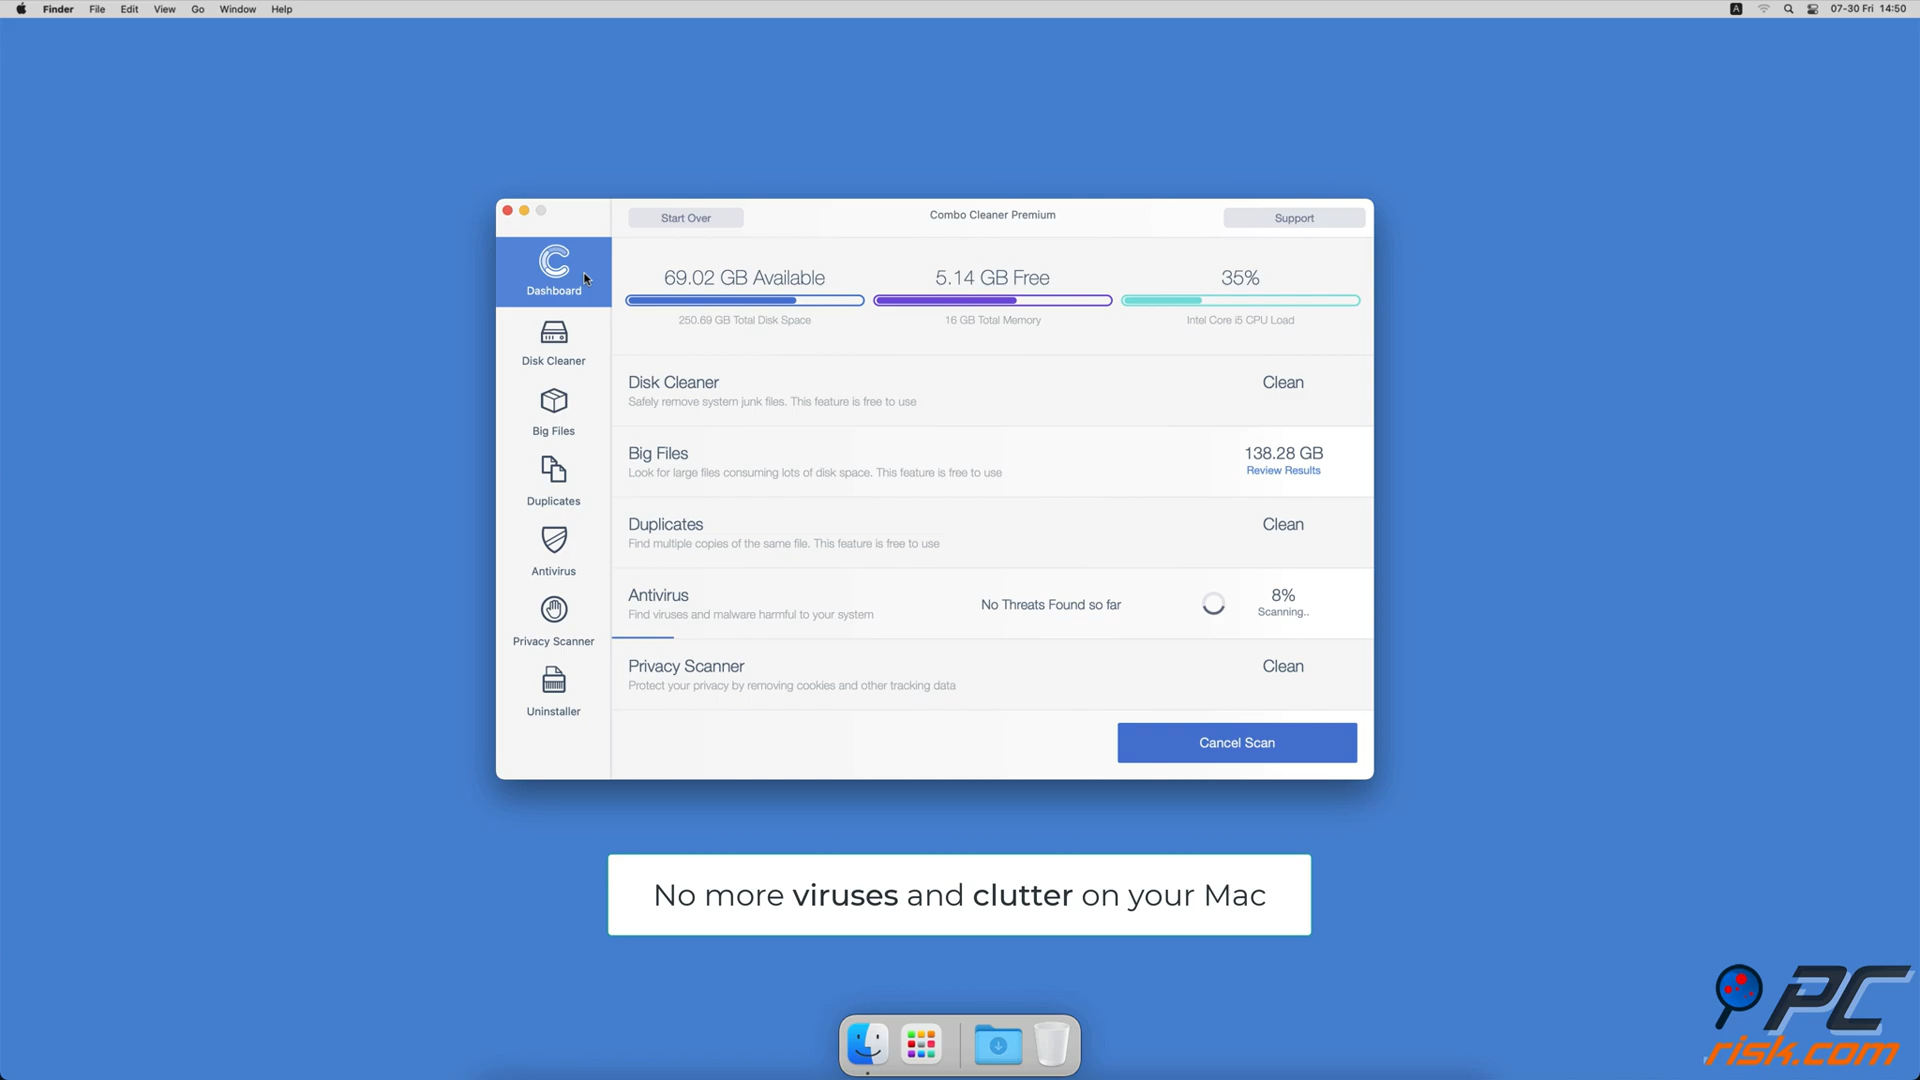 Finder File Edit View Go Window Help
A
07-30 Fri 14:50
Start Over
Combo Cleaner Premium
Support
Dashboard
Disk Cleaner
Big Files
Duplicates
Antivirus
Privacy Scanner
Uninstaller
69.02 GB Available
250.69 GB Total Disk Space
5.14 GB Free
16 GB Total Memory
35%
Intel Core i5 CPU Load
Disk Cleaner
Safely remove system junk files. This feature is free to use
Clean
Big Files
Look for large files consuming lots of disk space. This feature is free to use
138.28 GB
Review Results
Duplicates
Find multiple copies of the same file. This feature is free to use
Clean
Antivirus
Find viruses and malware harmful to your system
No Threats Found so far
8%
Scanning..
Privacy Scanner
Protect your privacy by removing cookies and other tracking data
Clean
Cancel Scan
No more viruses and clutter on your Mac
PC
risk.com